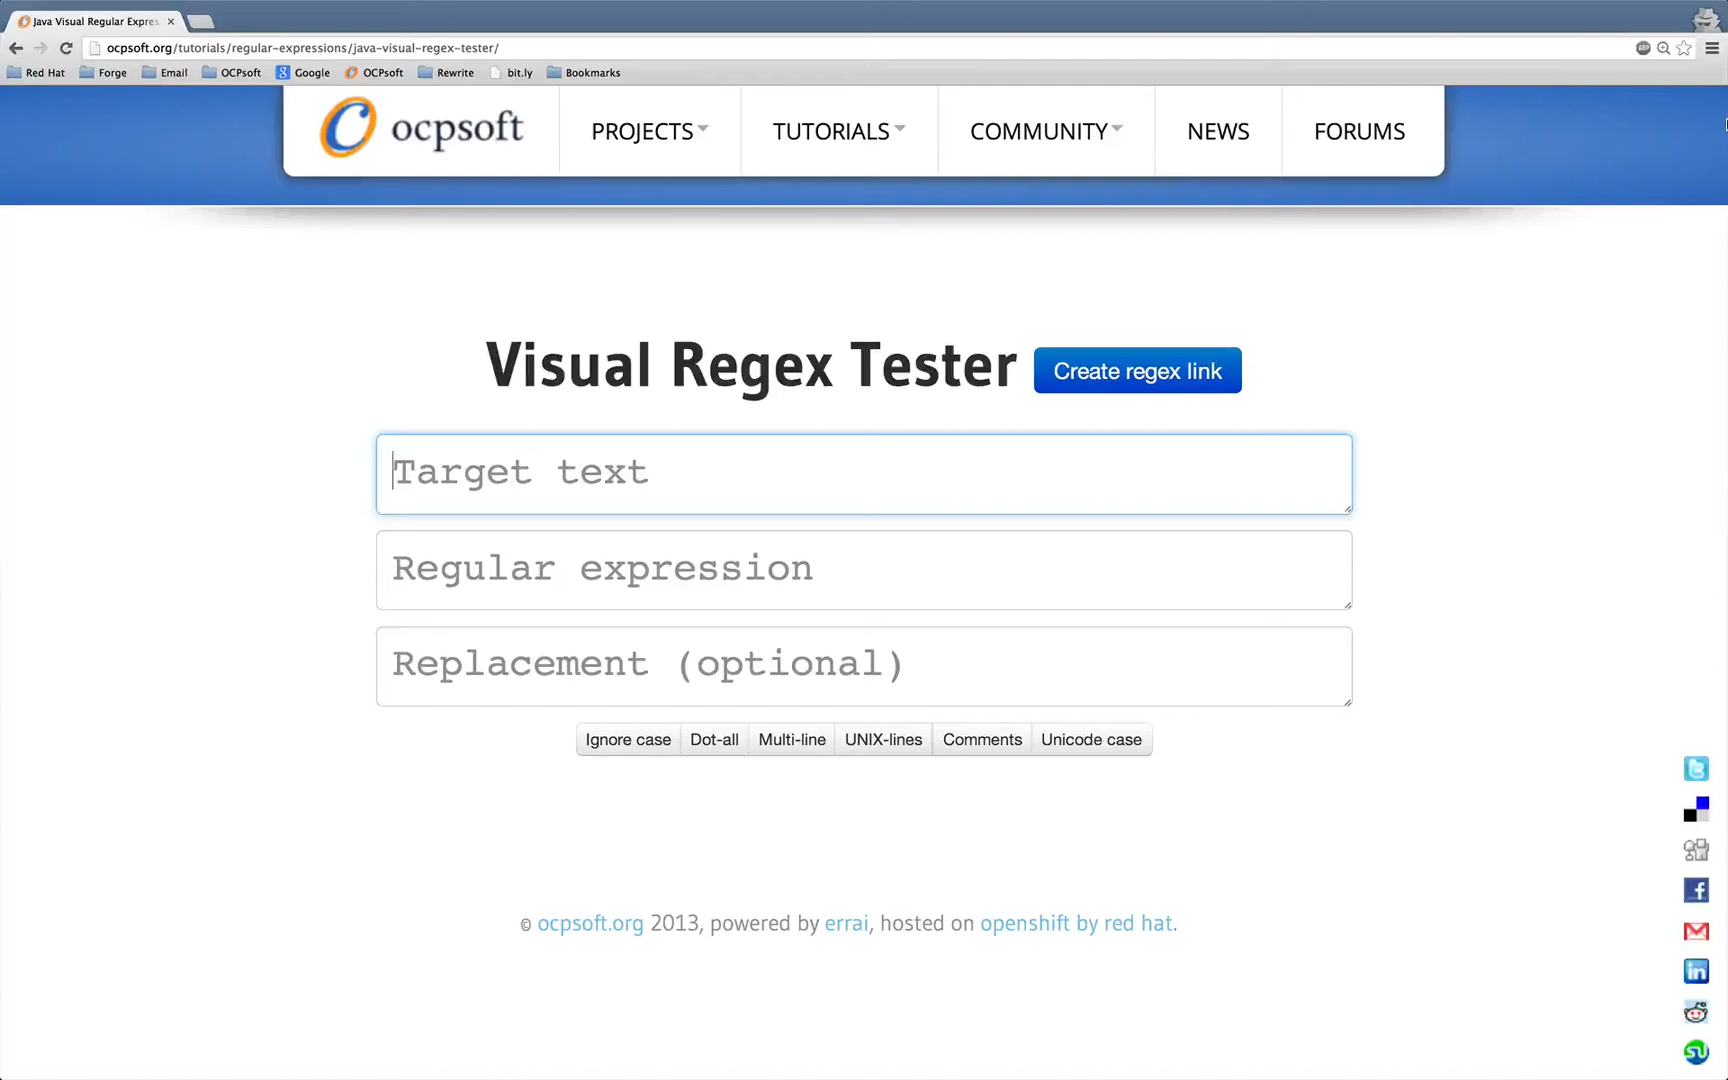 Java Visual Regular Expres
ocpsoft.org/tutorials/regular-expressions/java-visual-regex-tester/
ABP
Red Hat Forge Email OCPsoft Google OCPsoft Rewrite bit.ly Bookmarks
ocpsoft PROJECTS TUTORIALS COMMUNITY NEWS FORUMS
Visual Regex Tester Create regex link
Target text
Regular expression
Replacement (optional)
Ignore case Dot-all Multi-line UNIX-lines Comments Unicode case
© ocpsoft.org 2013, powered by errai, hosted on openshift by red hat.